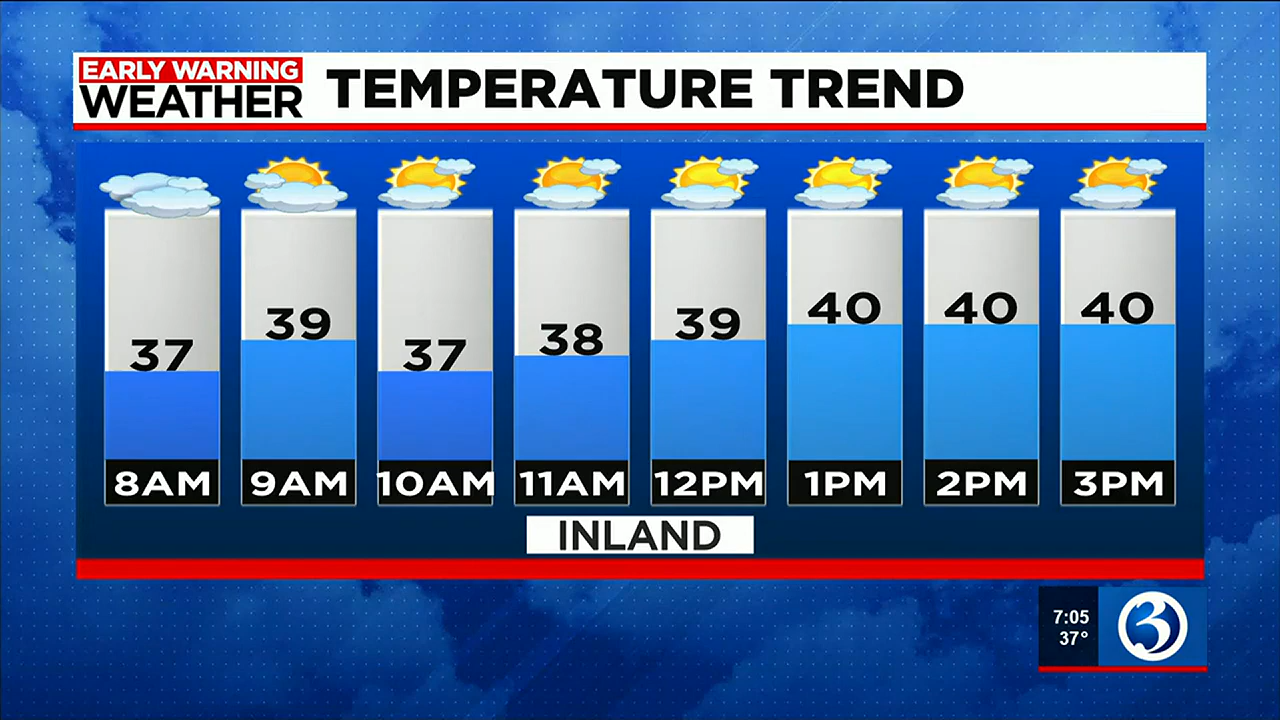 EARLY WARNING
WEATHER
TEMPERATURE TREND
37 39 37 38 39 40 40 40
8AM 9AM 10AM 11AM 12PM 1PM 2PM 3PM
INLAND
7:05
37°
3